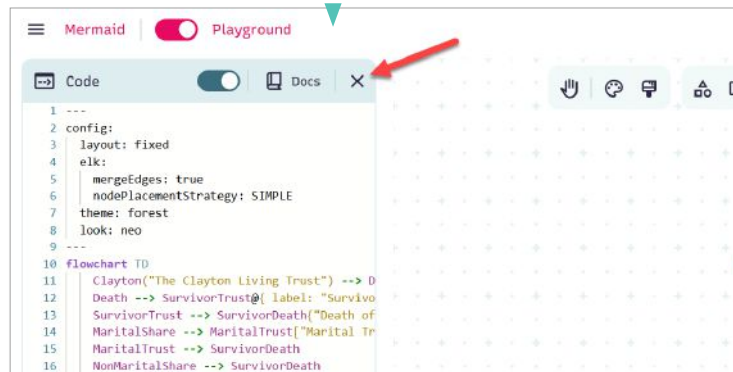 Mermaid Playground
Code Docs
1 ---
2 config:
3 layout: fixed
4 elk:
5 mergeEdges: true
6 nodePlacementStrategy: SIMPLE
7 theme: forest
8 look: neo
9 ---
10 flowchart TD
11 Clayton("The Clayton Living Trust") --> D
12 Death --> SurvivorTrust@{ label: "Survivo
13 SurvivorTrust --> SurvivorDeath("Death of
14 MaritalShare --> MaritalTrust["Marital Tr
15 MaritalTrust --> SurvivorDeath
16 NonMaritalShare --> SurvivorDeath